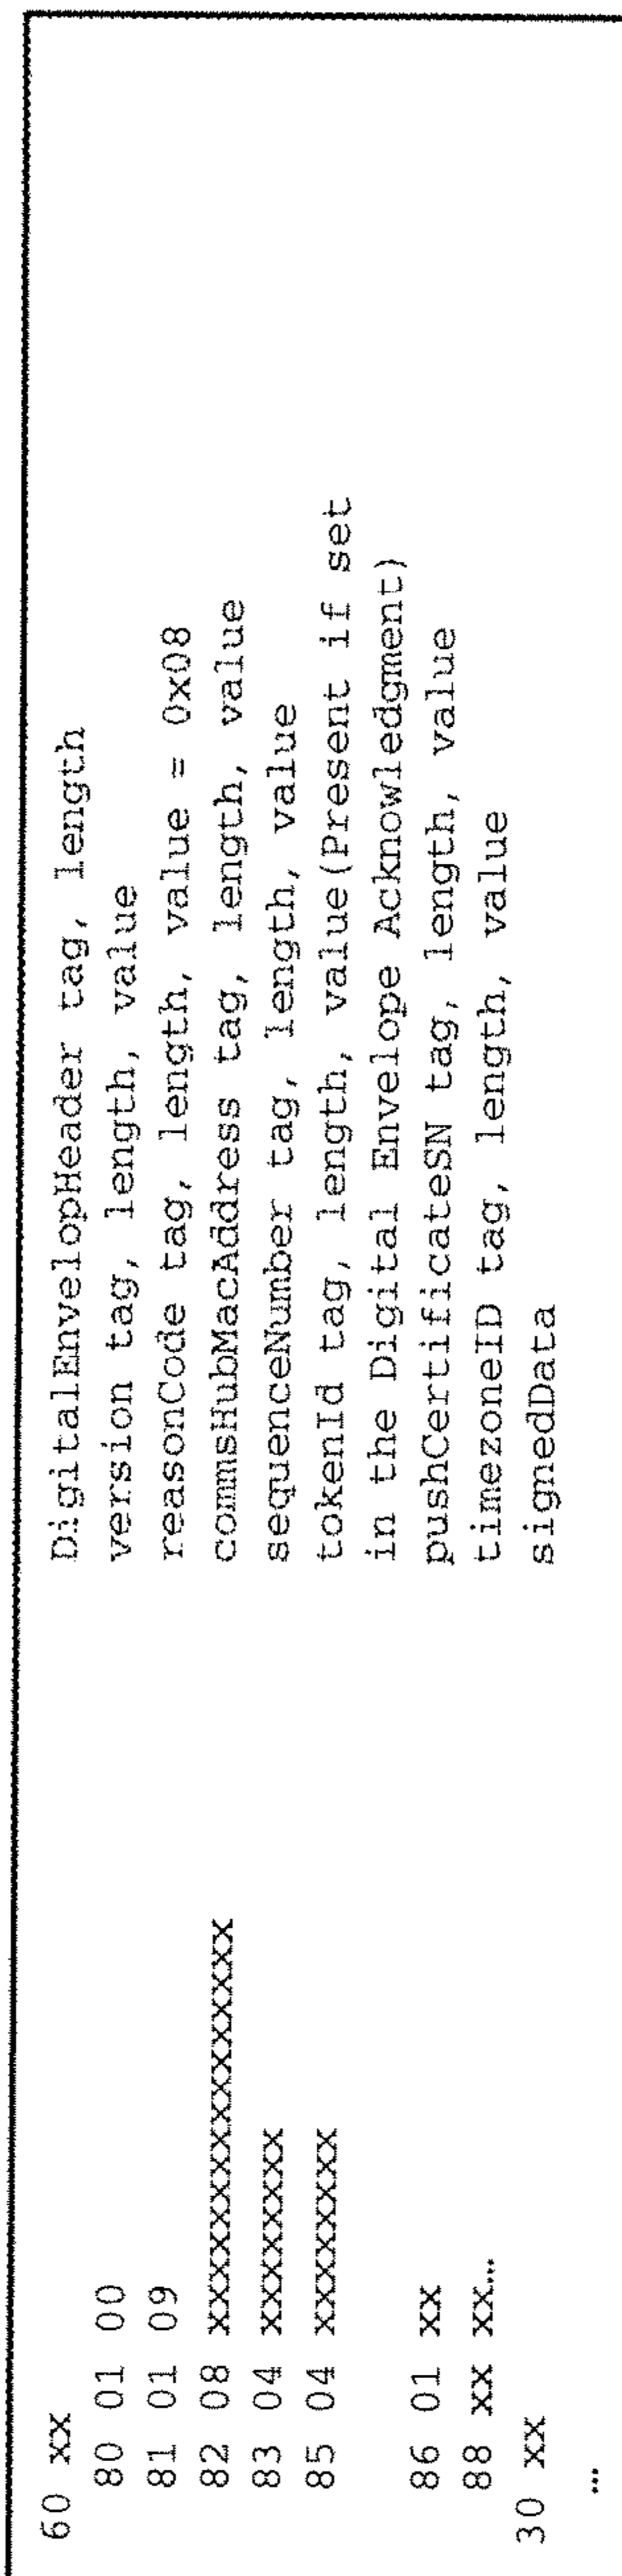 60 xx DigitalEnvelopHeader tag, length
80 01 00 version tag, length, value
81 01 09 reasonCode tag, length, value = 0x08
82 08 xxxxxxxxxxxxxxxx commsHubMacAddress tag, length, value
83 04 xxxxxxxx sequenceNumber tag, length, value
85 04 xxxxxxxx tokenId tag, length, value(Present if set
in the Digital Envelope Acknowledgment)
86 01 xx pushCertificateSN tag, length, value
88 xx xx… timezoneID tag, length, value
30 xx signedData
…